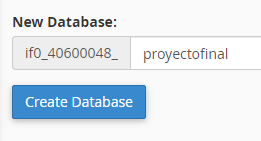 New Database:
if0_40600048_ proyectofinal
Create Database